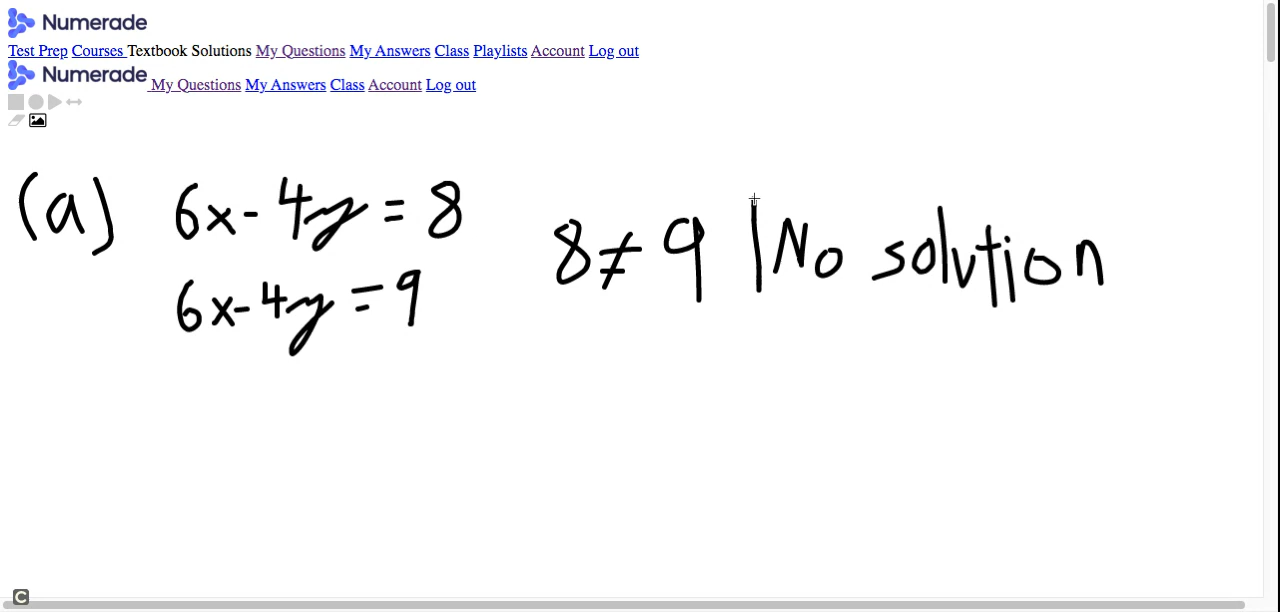 Numerade
Test Prep Courses Textbook Solutions My Questions My Answers Class Playlists Account Log out
Numerade My Questions My Answers Class Account Log out
(a) 6x - 4y = 8
6x - 4y = 9
8 ≠ 9 | No solution
C